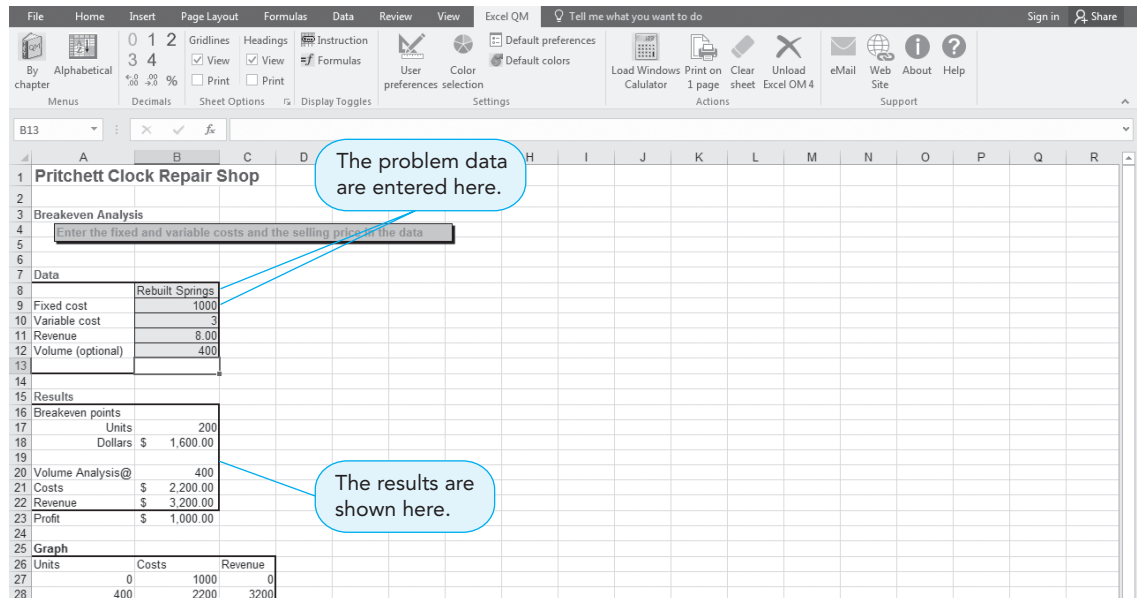 File Home Insert Page Layout Formulas Data Review View Excel QM Tell me what you want to do Sign in Share
By chapter
Alphabetical
Menus
0 1 2
3 4
%
Decimals
Gridlines Headings
View View
Print Print
Sheet Options
Instruction
=f Formulas
Display Toggles
User preferences
Color selection
Default preferences
Default colors
Settings
Load Windows Calulator
Print on 1 page
Clear sheet
Unload Excel OM 4
Actions
eMail
Web Site
About
Help
Support
B13 fx
A B C D H I J K L M N O P Q R
The problem data
are entered here.
1 Pritchett Clock Repair Shop
2
3 Breakeven Analysis
4 Enter the fixed and variable costs and the selling price in the data
5
6
7 Data
8 Rebuilt Springs
9 Fixed cost 1000
10 Variable cost 3
11 Revenue 8.00
12 Volume (optional) 400
13
14
15 Results
16 Breakeven points
17 Units 200
18 Dollars $ 1,600.00
19
20 Volume Analysis@ 400
21 Costs $ 2,200.00
22 Revenue $ 3,200.00
23 Profit $ 1,000.00
The results are
shown here.
24
25 Graph
26 Units Costs Revenue
27 0 1000 0
28 400 2200 3200